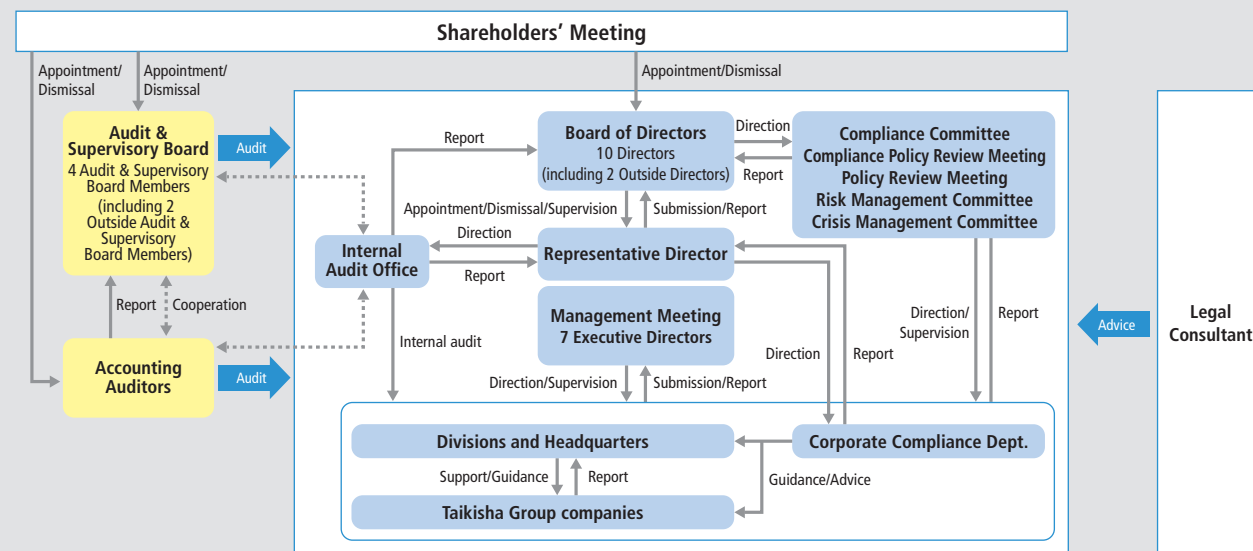 Shareholders' Meeting
Appointment/
Dismissal
Appointment/
Dismissal
Appointment/Dismissal
Audit &
Supervisory Board
4 Audit & Supervisory
Board Members
(including 2
Outside Audit &
Supervisory
Board Members)
Audit
Report
Board of Directors
10 Directors
(including 2 Outside Directors)
Direction
Report
Compliance Committee
Compliance Policy Review Meeting
Policy Review Meeting
Risk Management Committee
Crisis Management Committee
Appointment/Dismissal/Supervision
Submission/Report
Internal
Audit Office
Direction
Report
Representative Director
Report
Cooperation
Accounting
Auditors
Audit
Internal audit
Management Meeting
7 Executive Directors
Direction/Supervision
Submission/Report
Direction
Report
Direction/
Supervision
Report
Advice
Legal
Consultant
Divisions and Headquarters
Corporate Compliance Dept.
Support/Guidance
Report
Guidance/Advice
Taikisha Group companies